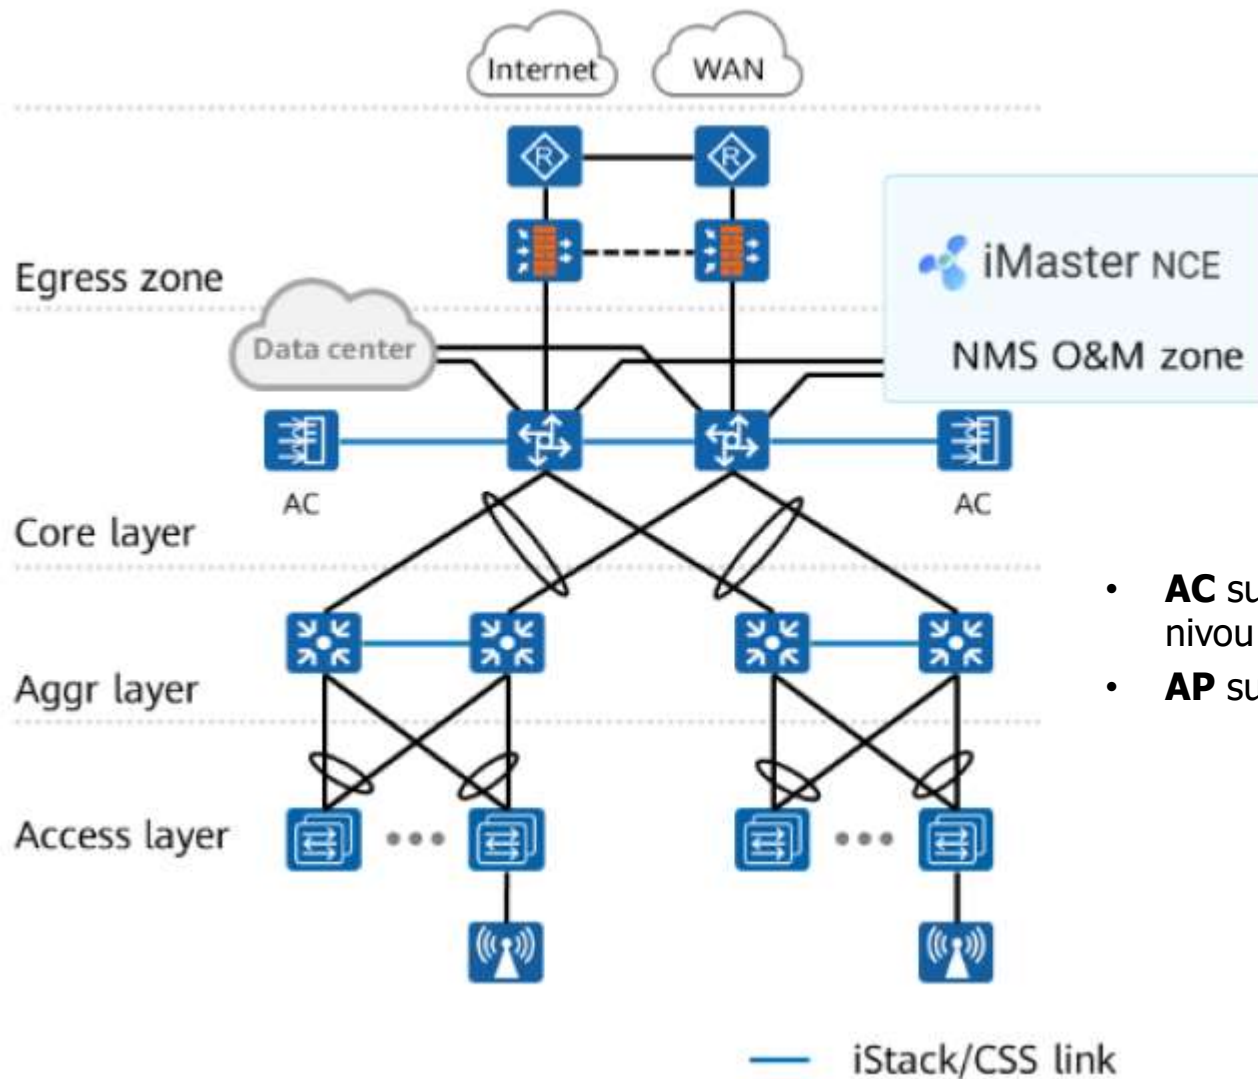 Internet
WAN
Egress zone
iMaster NCE
Data center
NMS O&M zone
AC
AC
Core layer
• AC su
nivou
• AP su
Aggr layer
Access layer
iStack/CSS link